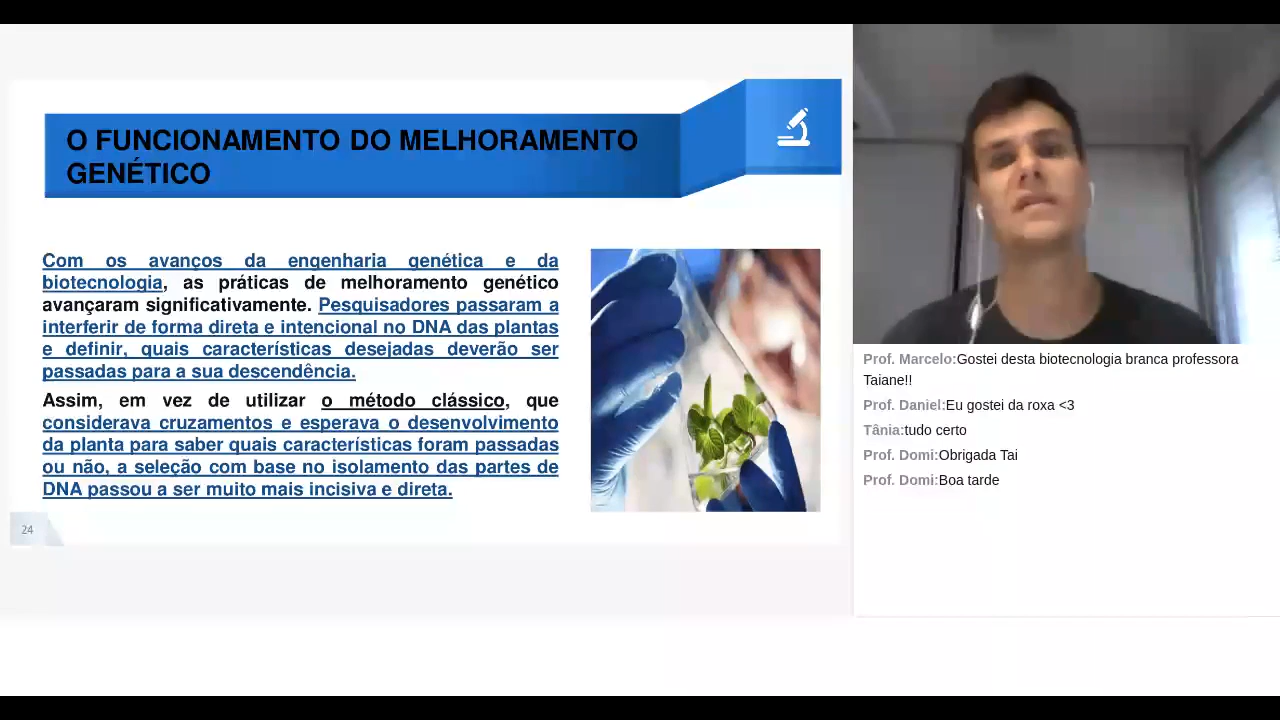 O FUNCIONAMENTO DO MELHORAMENTO
GENÉTICO
Com os avanços da engenharia genética e da
biotecnologia, as práticas de melhoramento genético
avançaram significativamente. Pesquisadores passaram a
interferir de forma direta e intencional no DNA das plantas
e definir, quais características desejadas deverão ser
passadas para a sua descendência.
Assim, em vez de utilizar o método clássico, que
considerava cruzamentos e esperava o desenvolvimento
da planta para saber quais características foram passadas
ou não, a seleção com base no isolamento das partes de
DNA passou a ser muito mais incisiva e direta.
24
Prof. Marcelo:Gostei desta biotecnologia branca professora
Taiane!!
Prof. Daniel:Eu gostei da roxa <3
Tânia:tudo certo
Prof. Domi:Obrigada Tai
Prof. Domi:Boa tarde